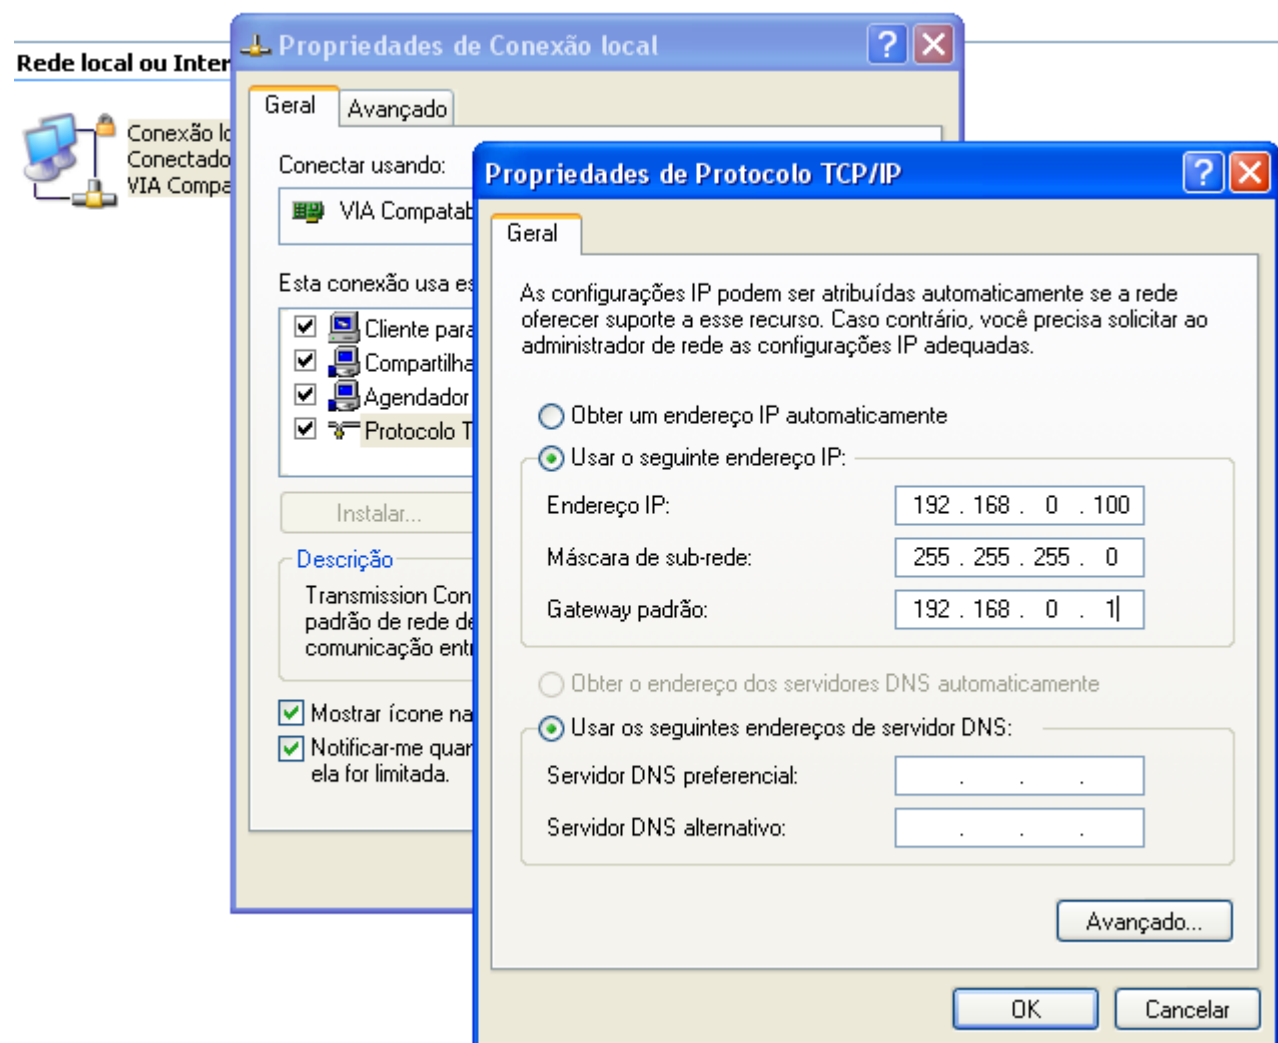 Propriedades de Conexão local
Rede local ou Inter
Geral
Avançado
Conexão lo
Conectado
VIA Compa
Conectar usando:
VIA Compatab
Esta conexão usa es
Cliente para
Compartilha
Agendador
Protocolo T
Instalar...
Descrição
Transmission Con
padrão de rede de
comunicação entr
Mostrar ícone na
Notificar-me quan
ela for limitada.
Propriedades de Protocolo TCP/IP
Geral
As configurações IP podem ser atribuídas automaticamente se a rede
oferecer suporte a esse recurso. Caso contrário, você precisa solicitar ao
administrador de rede as configurações IP adequadas.
Obter um endereço IP automaticamente
Usar o seguinte endereço IP:
Endereço IP: 192 . 168 . 0 . 100
Máscara de sub-rede: 255 . 255 . 255 . 0
Gateway padrão: 192 . 168 . 0 . 1
Obter o endereço dos servidores DNS automaticamente
Usar os seguintes endereços de servidor DNS:
Servidor DNS preferencial: . . .
Servidor DNS alternativo: . . .
Avançado...
OK
Cancelar